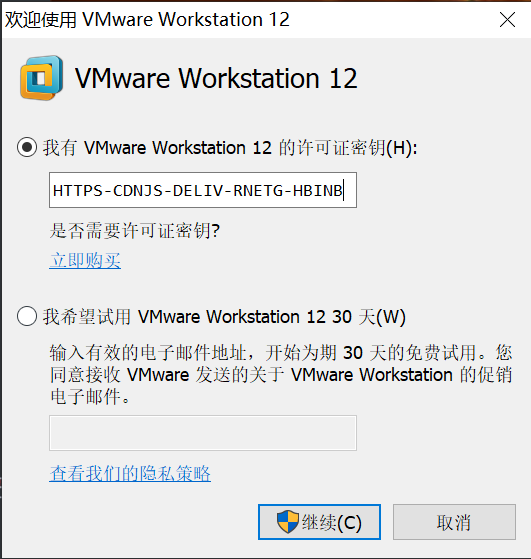 欢迎使用 VMware Workstation 12
VMware Workstation 12
我有 VMware Workstation 12 的许可证密钥(H):
HTTPS-CDNJS-DELIV-RNETG-HBINB
是否需要许可证密钥?
立即购买
我希望试用 VMware Workstation 12 30 天(W)
输入有效的电子邮件地址，开始为期 30 天的免费试用。您
同意接收 VMware 发送的关于 VMware Workstation 的促销
电子邮件。
查看我们的隐私策略
继续(C)
取消